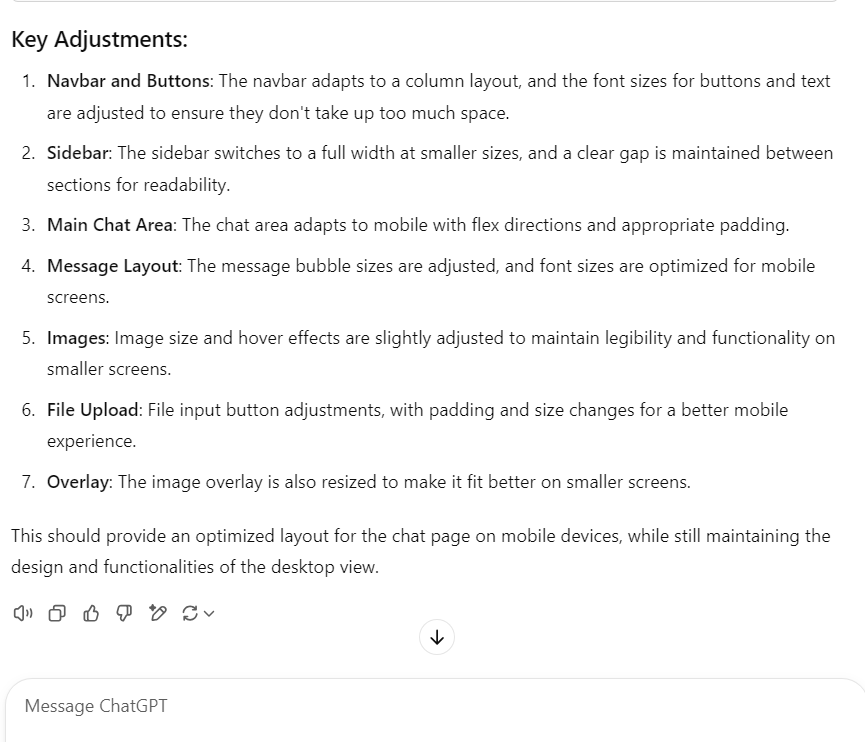 Key Adjustments:
1. Navbar and Buttons: The navbar adapts to a column layout, and the font sizes for buttons and text
are adjusted to ensure they don't take up too much space.
2. Sidebar: The sidebar switches to a full width at smaller sizes, and a clear gap is maintained between
sections for readability.
3. Main Chat Area: The chat area adapts to mobile with flex directions and appropriate padding.
4. Message Layout: The message bubble sizes are adjusted, and font sizes are optimized for mobile
screens.
5. Images: Image size and hover effects are slightly adjusted to maintain legibility and functionality on
smaller screens.
6. File Upload: File input button adjustments, with padding and size changes for a better mobile
experience.
7. Overlay: The image overlay is also resized to make it fit better on smaller screens.
This should provide an optimized layout for the chat page on mobile devices, while still maintaining the
design and functionalities of the desktop view.
Message ChatGPT